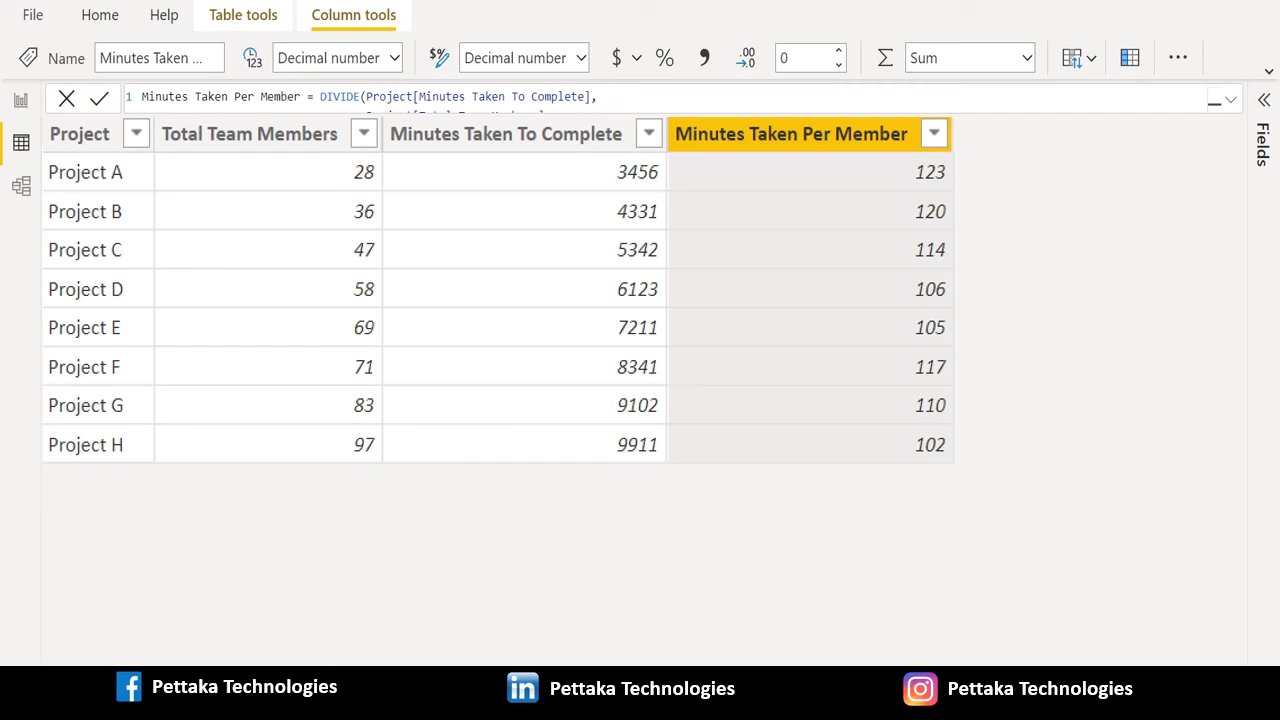 File Home Help Table tools Column tools
Name Minutes Taken ... Decimal number Decimal number $ % 0 Sum ...
1 Minutes Taken Per Member = DIVIDE(Project[Minutes Taken To Complete],
Project Total Team Members Minutes Taken To Complete Minutes Taken Per Member
Project A 28 3456 123
Project B 36 4331 120
Project C 47 5342 114
Project D 58 6123 106
Project E 69 7211 105
Project F 71 8341 117
Project G 83 9102 110
Project H 97 9911 102
Fields
Pettaka Technologies Pettaka Technologies Pettaka Technologies